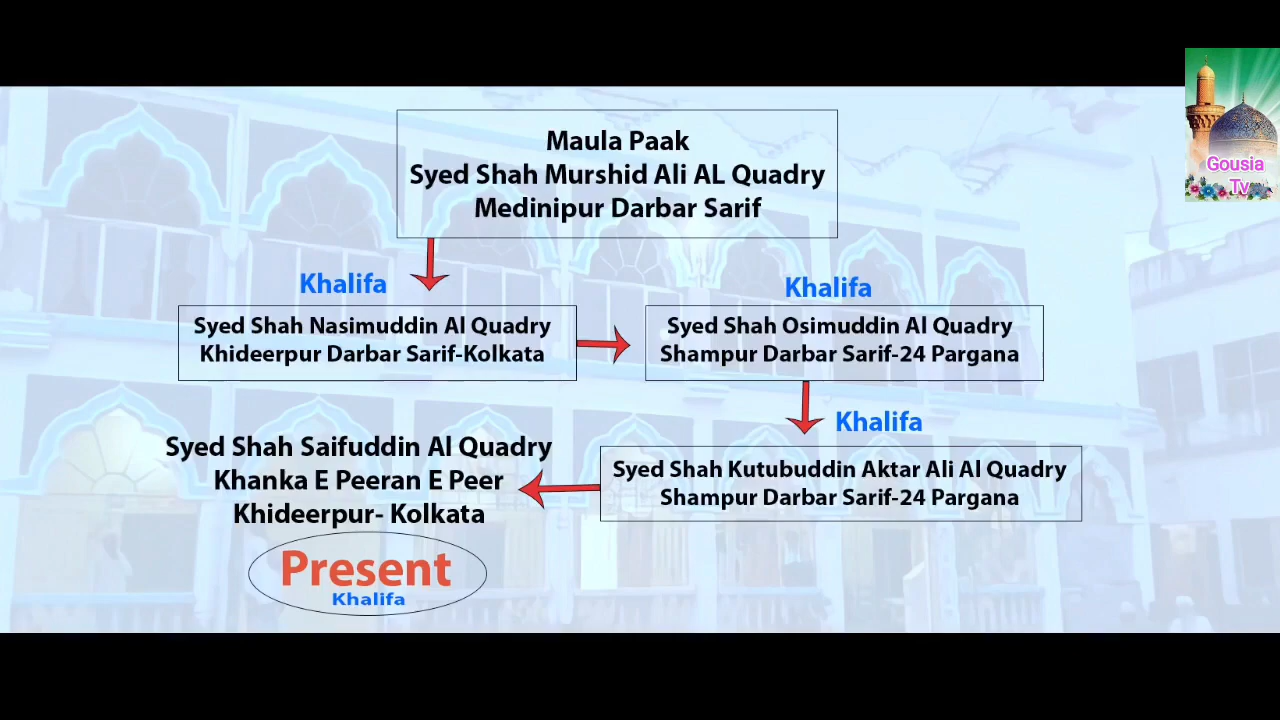 Maula Paak
Syed Shah Murshid Ali AL Quadry
Medinipur Darbar Sarif
Gousia
Tv
Khalifa
Syed Shah Nasimuddin Al Quadry
Khideerpur Darbar Sarif-Kolkata
Khalifa
Syed Shah Osimuddin Al Quadry
Shampur Darbar Sarif-24 Pargana
Khalifa
Syed Shah Kutubuddin Aktar Ali Al Quadry
Shampur Darbar Sarif-24 Pargana
Syed Shah Saifuddin Al Quadry
Khanka E Peeran E Peer
Khideerpur- Kolkata
Present
Khalifa